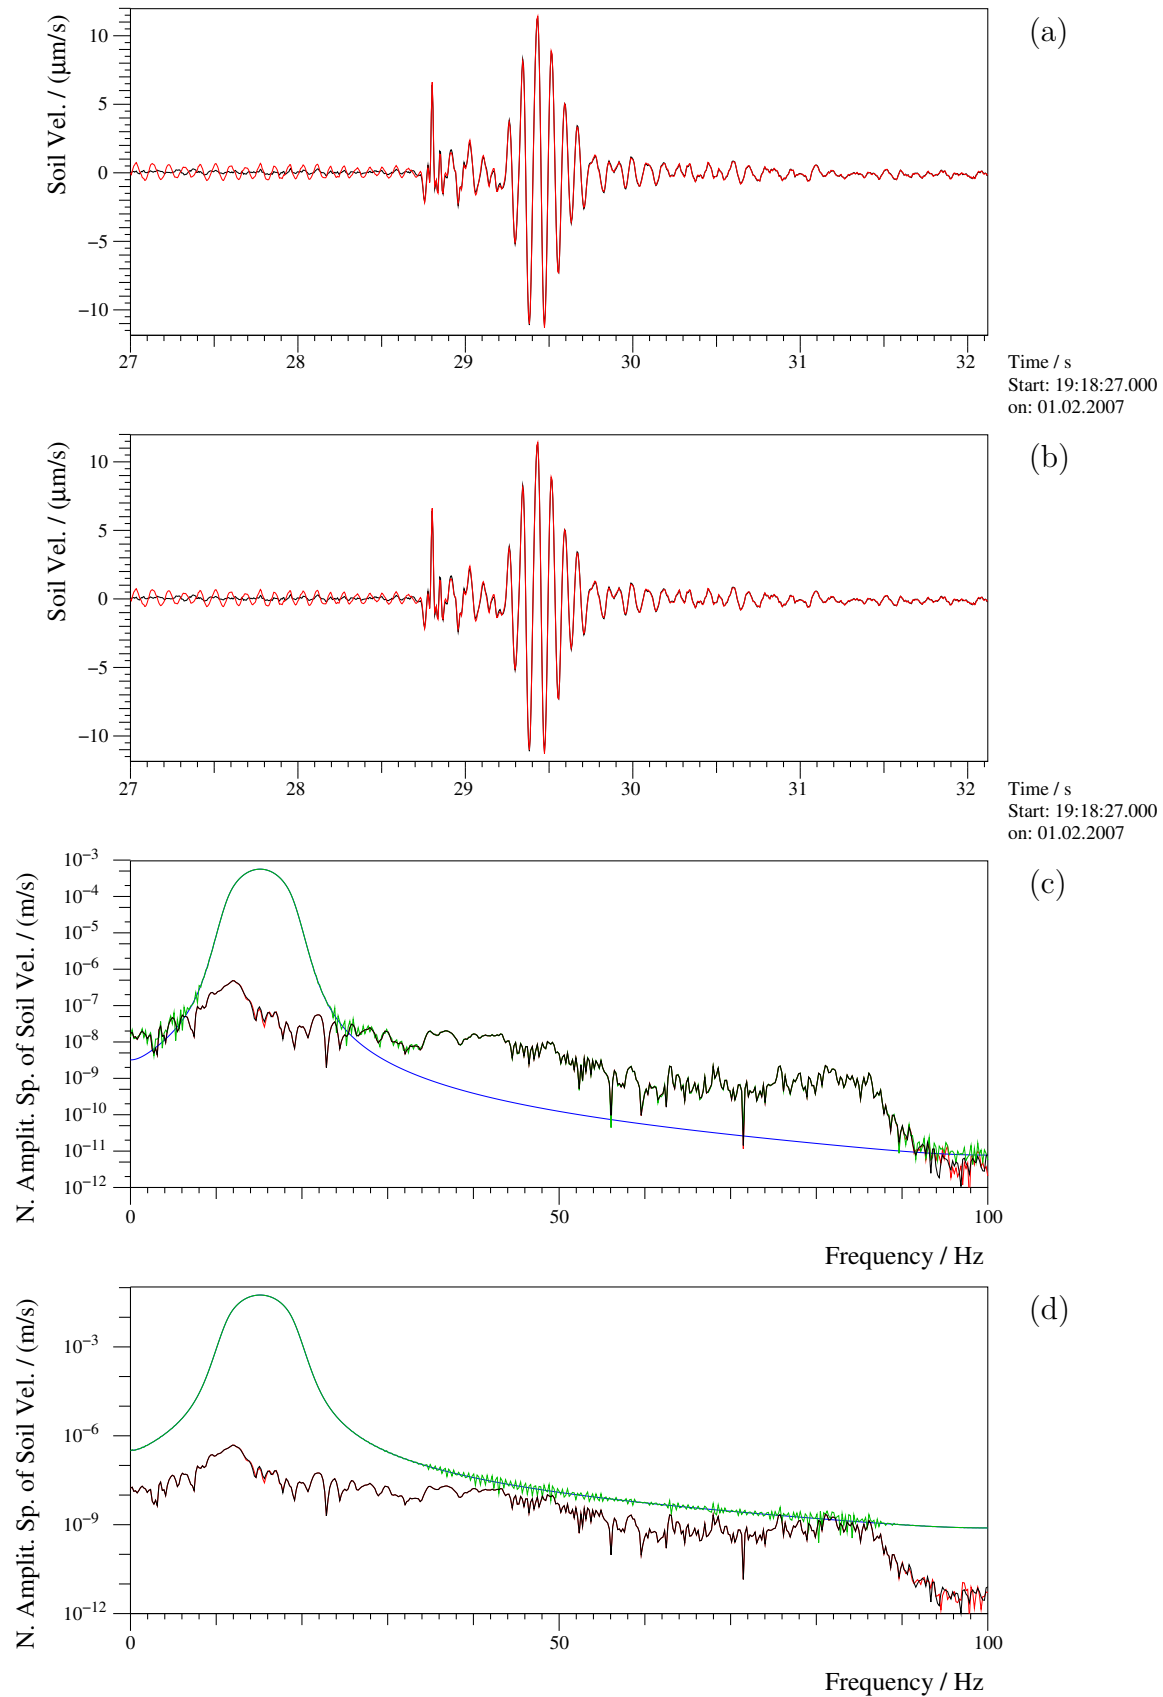 (a)
Soil Vel. / (μm/s)
10
5
0
−5
−10
27 28 29 30 31 32
Time / s
Start: 19:18:27.000
on: 01.02.2007
(b)
Soil Vel. / (μm/s)
10
5
0
−5
−10
27 28 29 30 31 32
Time / s
Start: 19:18:27.000
on: 01.02.2007
(c)
N. Amplit. Sp. of Soil Vel. / (m/s)
10⁻³
10⁻⁴
10⁻⁵
10⁻⁶
10⁻⁷
10⁻⁸
10⁻⁹
10⁻¹⁰
10⁻¹¹
10⁻¹²
0 50 100
Frequency / Hz
(d)
N. Amplit. Sp. of Soil Vel. / (m/s)
10⁻³
10⁻⁶
10⁻⁹
10⁻¹²
0 50 100
Frequency / Hz